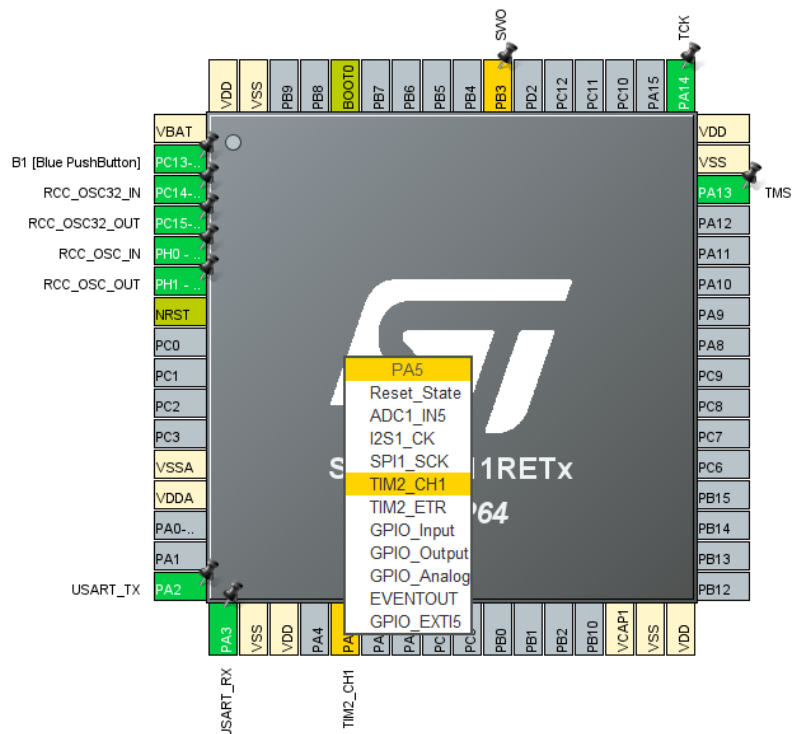 SWO
TCK
VDD
VSS
PB9
PB8
BOOT0
PB7
PB6
PB5
PB4
PB3
PD2
PC12
PC11
PC10
PA15
PA14
VBAT
B1 [Blue PushButton] PC13-..
RCC_OSC32_IN PC14-..
RCC_OSC32_OUT PC15-..
RCC_OSC_IN PH0 - ..
RCC_OSC_OUT PH1 - ..
NRST
PC0
PC1
PC2
PC3
VSSA
VDDA
PA0-..
PA1
USART_TX PA2
VDD
VSS
PA13 TMS
PA12
PA11
PA10
PA9
PA8
PC9
PC8
PC7
PC6
PB15
PB14
PB13
PB12
PA5
Reset_State
ADC1_IN5
I2S1_CK
SPI1_SCK
TIM2_CH1
TIM2_ETR
GPIO_Input
GPIO_Output
GPIO_Analog
EVENTOUT
GPIO_EXTI5
PA3
VSS
VDD
PA4
PB0
PB1
PB2
PB10
VCAP1
VSS
VDD
USART_RX
TIM2_CH1